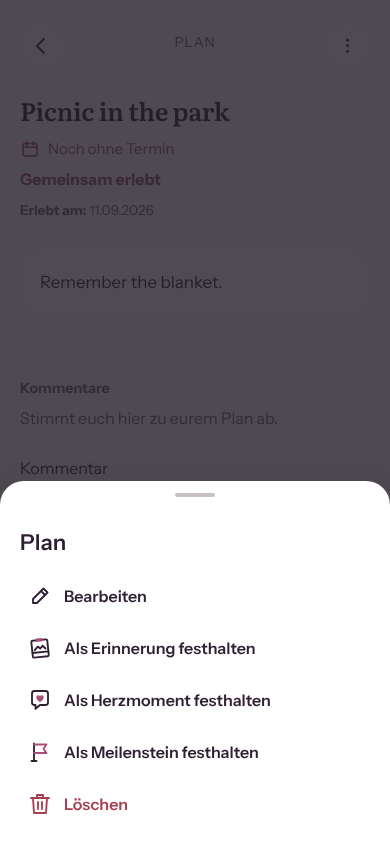 PLAN
Picnic in the park
Noch ohne Termin
Gemeinsam erlebt
Erlebt am: 11.09.2026
Remember the blanket.
Kommentare
Stimmt euch hier zu eurem Plan ab.
Kommentar
Plan
Bearbeiten
Als Erinnerung festhalten
Als Herzmoment festhalten
Als Meilenstein festhalten
Löschen